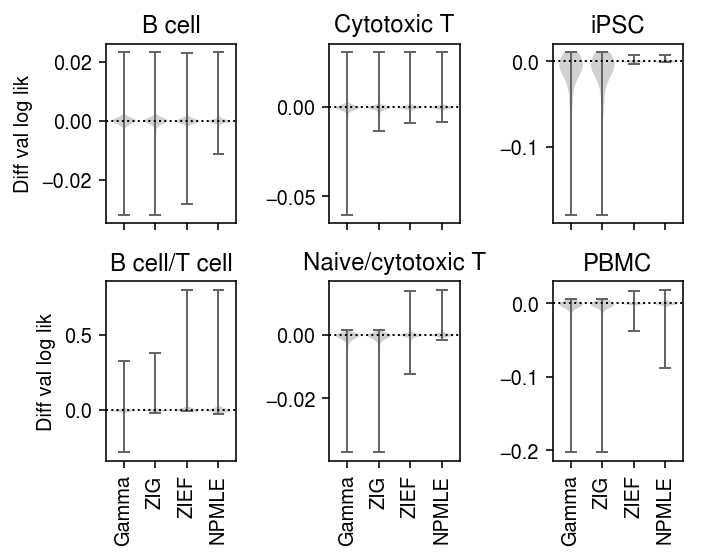 B cell
Cytotoxic T
iPSC
Diff val log lik
0.02
0.00
−0.02
0.00
−0.05
0.0
−0.1
B cell/T cell
Naive/cytotoxic T
PBMC
Diff val log lik
0.5
0.0
0.00
−0.02
0.0
−0.1
−0.2
Gamma
ZIG
ZIEF
NPMLE
Gamma
ZIG
ZIEF
NPMLE
Gamma
ZIG
ZIEF
NPMLE